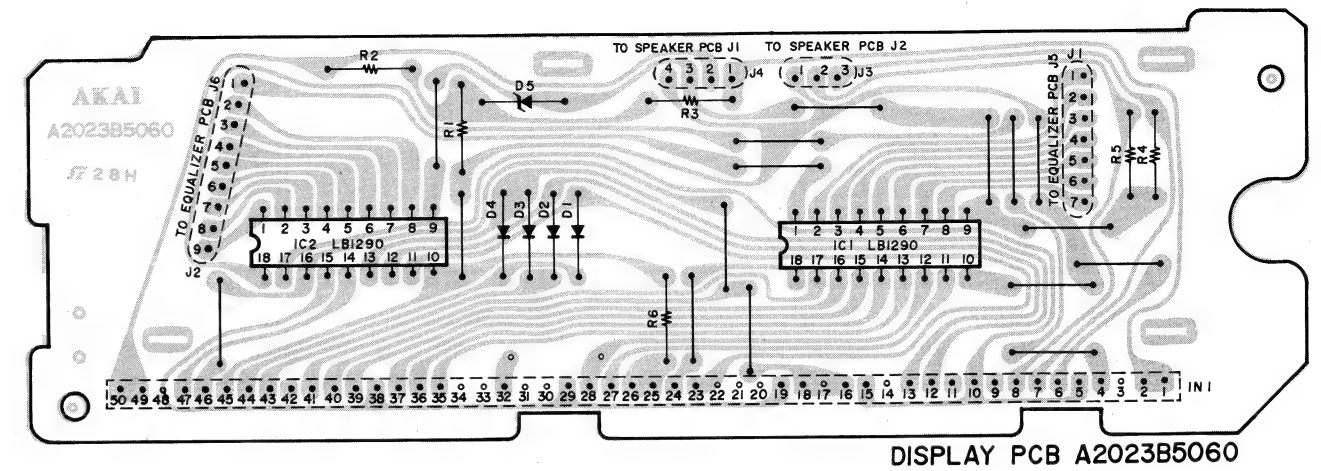 TO SPEAKER PCB J1 TO SPEAKER PCB J2
R2
4 3 2 1 J4
1 2 3 J3
J1
1
2
3
4
5
6
7
TO EQUALIZER PCB J5
TO EQUALIZER PCB J6
2
3
4
5
6
7
8
9
J2
AKAI
A2023B5060
28H
D5
R1
R3
R5
R4
D4 D3 D2 D1
1 2 3 4 5 6 7 8 9
IC2 LB1290
18 17 16 15 14 13 12 11 10
1 2 3 4 5 6 7 8 9
IC1 LB1290
18 17 16 15 14 13 12 11 10
R6
50 49 48 47 46 45 44 43 42 41 40 39 38 37 36 35 34 33 32 31 30 29 28 27 26 25 24 23 22 21 20 19 18 17 16 15 14 13 12 11 10 9 8 7 6 5 4 3 2 1 IN1
DISPLAY PCB A2023B5060